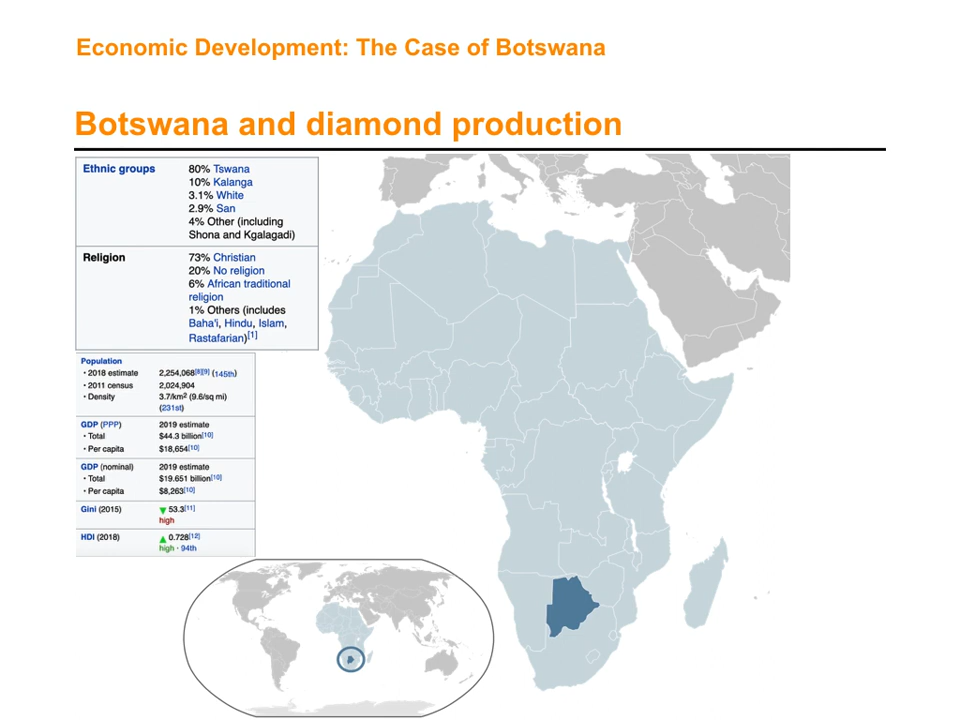 Economic Development: The Case of Botswana
Botswana and diamond production
Ethnic groups 80% Tswana
10% Kalanga
3.1% White
2.9% San
4% Other (including
Shona and Kgalagadi)
Religion 73% Christian
20% No religion
6% African traditional
religion
1% Others (includes
Baha'i, Hindu, Islam,
Rastafarian)[1]
Population
• 2018 estimate 2,254,068[8][9] (145th)
• 2011 census 2,024,904
• Density 3.7/km² (9.6/sq mi)
(231st)
GDP (PPP) 2019 estimate
• Total $44.3 billion[10]
• Per capita $18,654[10]
GDP (nominal) 2019 estimate
• Total $19.651 billion[10]
• Per capita $8,263[10]
Gini (2015) ▼ 53.3[11]
high
HDI (2018) ▲ 0.728[12]
high · 94th